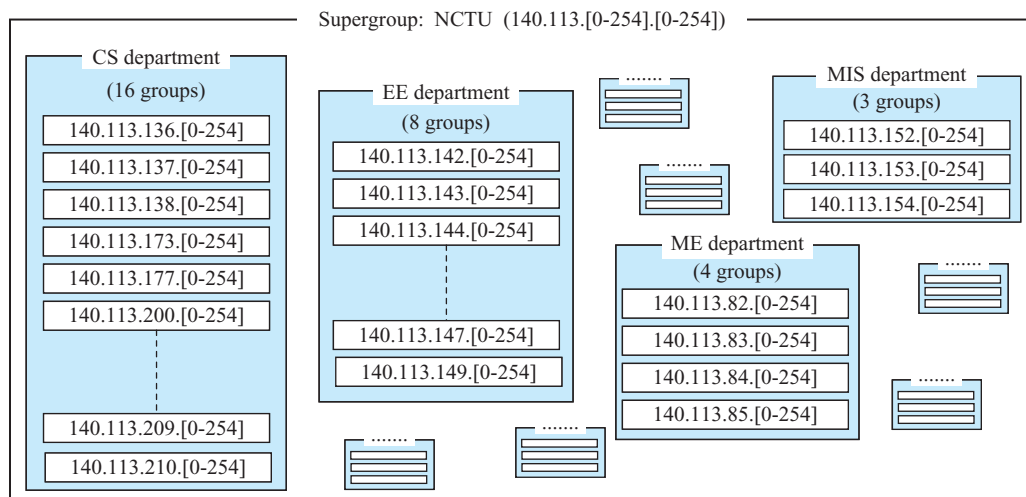 Supergroup: NCTU (140.113.[0-254].[0-254])
CS department
(16 groups)
140.113.136.[0-254]
140.113.137.[0-254]
140.113.138.[0-254]
140.113.173.[0-254]
140.113.177.[0-254]
140.113.200.[0-254]
140.113.209.[0-254]
140.113.210.[0-254]
EE department
(8 groups)
140.113.142.[0-254]
140.113.143.[0-254]
140.113.144.[0-254]
140.113.147.[0-254]
140.113.149.[0-254]
.......
.......
MIS department
(3 groups)
140.113.152.[0-254]
140.113.153.[0-254]
140.113.154.[0-254]
ME department
(4 groups)
140.113.82.[0-254]
140.113.83.[0-254]
140.113.84.[0-254]
140.113.85.[0-254]
.......
.......
.......
.......